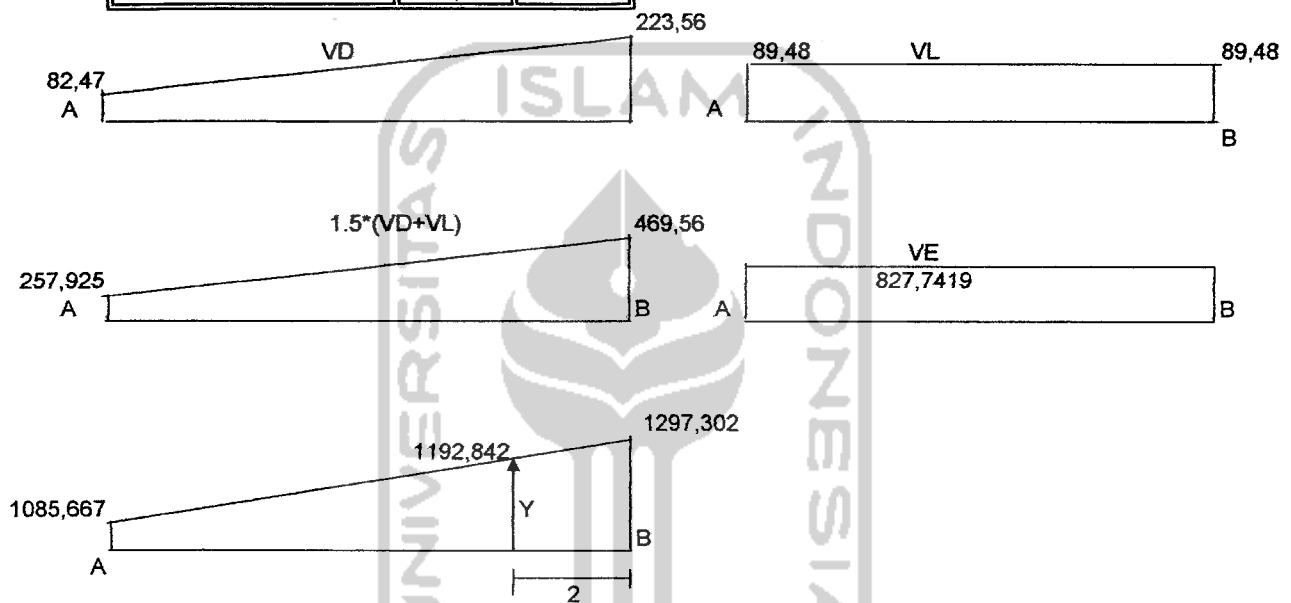 223,56
VD
82,47
A
89,48
VL
89,48
A
B
1.5*(VD+VL)
469,56
257,925
A
B
VE
827,7419
A
B
1297,302
1192,842
1085,667
Y
B
A
2
UNIVERSITAS
ISLAM
INDONESIA